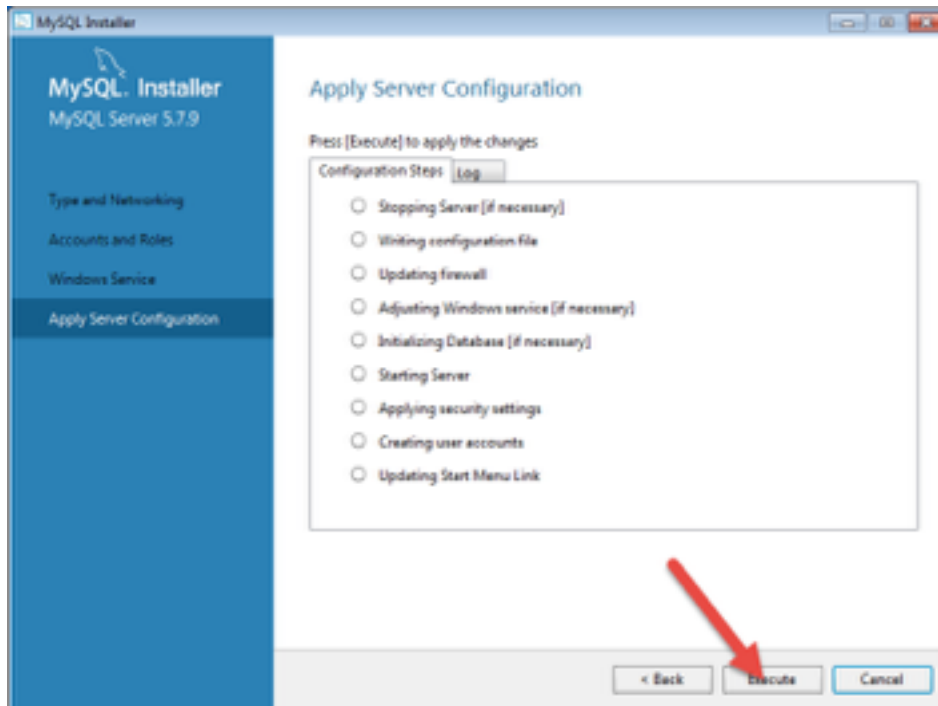 MySQL Installer
MySQL. Installer
MySQL Server 5.7.9
Type and Networking
Accounts and Roles
Windows Service
Apply Server Configuration
Apply Server Configuration
Press [Execute] to apply the changes
Configuration Steps Log
Stopping Server [if necessary]
Writing configuration file
Updating firewall
Adjusting Windows service [if necessary]
Initializing Database [if necessary]
Starting Server
Applying security settings
Creating user accounts
Updating Start Menu Link
< Back Execute Cancel